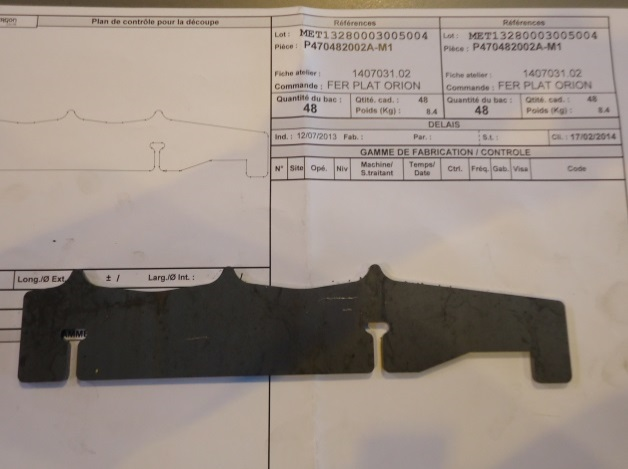 Plan de contrôle pour la découpe
Références
Références
Lot : MET13280003005004
Lot : MET13280003005004
Pièce : P470482002A-M1
Pièce : P470482002A-M1
Fiche atelier : 1407031.02
Fiche atelier : 1407031.02
Commande : FER PLAT ORION
Commande : FER PLAT ORION
Quantité du bac : 48
Qtité. cad. : 48
Poids (Kg) : 8.4
Quantité du bac : 48
Qtité. cad. : 48
Poids (Kg) : 8.4
DELAIS
Ind. : 12/07/2013 Fab. : Par. : S.t. : Cli. : 17/02/2014
GAMME DE FABRICATION / CONTROLE
N° Site Opé. Niv Machine/ S.traitant Temps/ Date Ctrl. Fréq. Gab. Visa Code
Long./Ø Ext. ± / Larg./Ø Int. : /